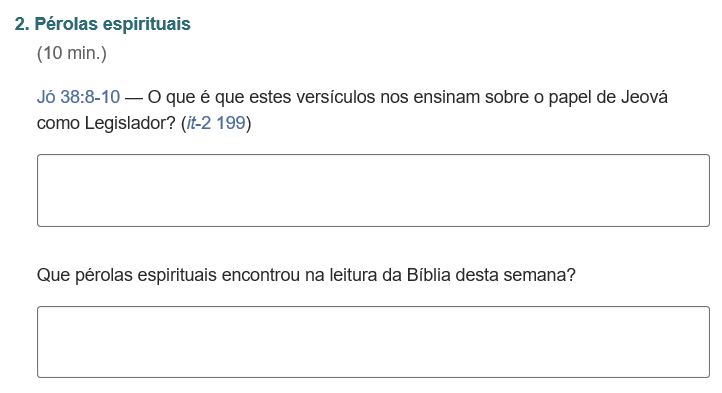 2. Pérolas espirituais
(10 min.)
Jó 38:8-10 — O que é que estes versículos nos ensinam sobre o papel de Jeová
como Legislador? (it-2 199)
Que pérolas espirituais encontrou na leitura da Bíblia desta semana?